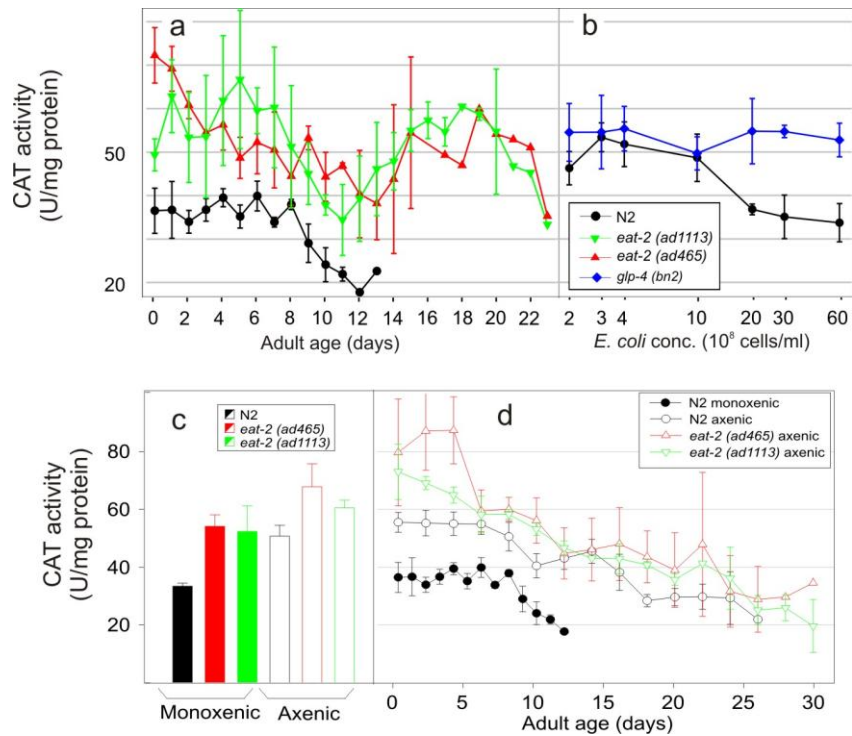 a
b
CAT activity
(U/mg protein)
50
20
N2
eat-2 (ad1113)
eat-2 (ad465)
glp-4 (bn2)
0 2 4 6 8 10 12 14 16 18 20 22
2 3 4 10 20 30 60
Adult age (days)
E. coli conc. (10⁸ cells/ml)
c
d
N2
eat-2 (ad465)
eat-2 (ad1113)
N2 monoxenic
N2 axenic
eat-2 (ad465) axenic
eat-2 (ad1113) axenic
CAT activity
(U/mg protein)
80
60
40
20
Monoxenic
Axenic
0 5 10 15 20 25 30
Adult age (days)